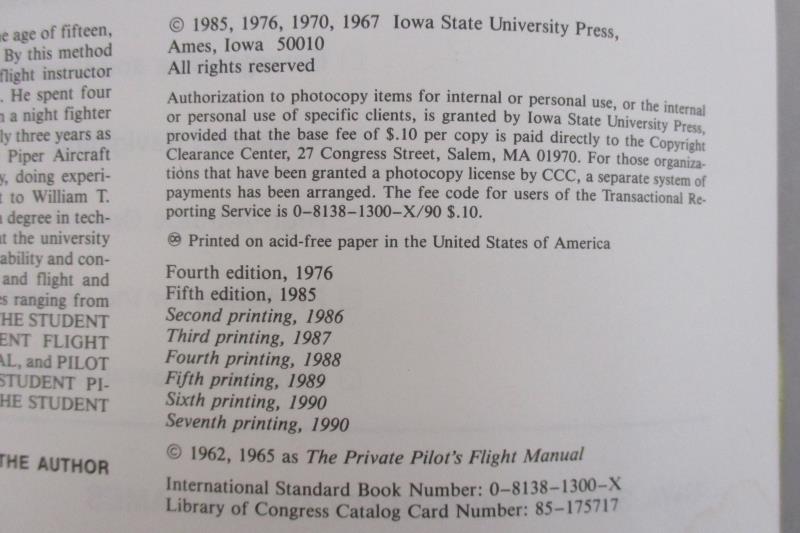 e age of fifteen,
By this method
flight instructor
. He spent four
a night fighter
ly three years as
Piper Aircraft
y, doing experi-
t to William T.
degree in tech-
at the university
ability and con-
and flight and
es ranging from
HE STUDENT
ENT FLIGHT
AL, and PILOT
STUDENT PI-
HE STUDENT
THE AUTHOR
© 1985, 1976, 1970, 1967 Iowa State University Press,
Ames, Iowa 50010
All rights reserved
Authorization to photocopy items for internal or personal use, or the internal
or personal use of specific clients, is granted by Iowa State University Press,
provided that the base fee of $.10 per copy is paid directly to the Copyright
Clearance Center, 27 Congress Street, Salem, MA 01970. For those organiza-
tions that have been granted a photocopy license by CCC, a separate system of
payments has been arranged. The fee code for users of the Transactional Re-
porting Service is 0-8138-1300-X/90 $.10.
♾ Printed on acid-free paper in the United States of America
Fourth edition, 1976
Fifth edition, 1985
Second printing, 1986
Third printing, 1987
Fourth printing, 1988
Fifth printing, 1989
Sixth printing, 1990
Seventh printing, 1990
© 1962, 1965 as The Private Pilot's Flight Manual
International Standard Book Number: 0-8138-1300-X
Library of Congress Catalog Card Number: 85-175717